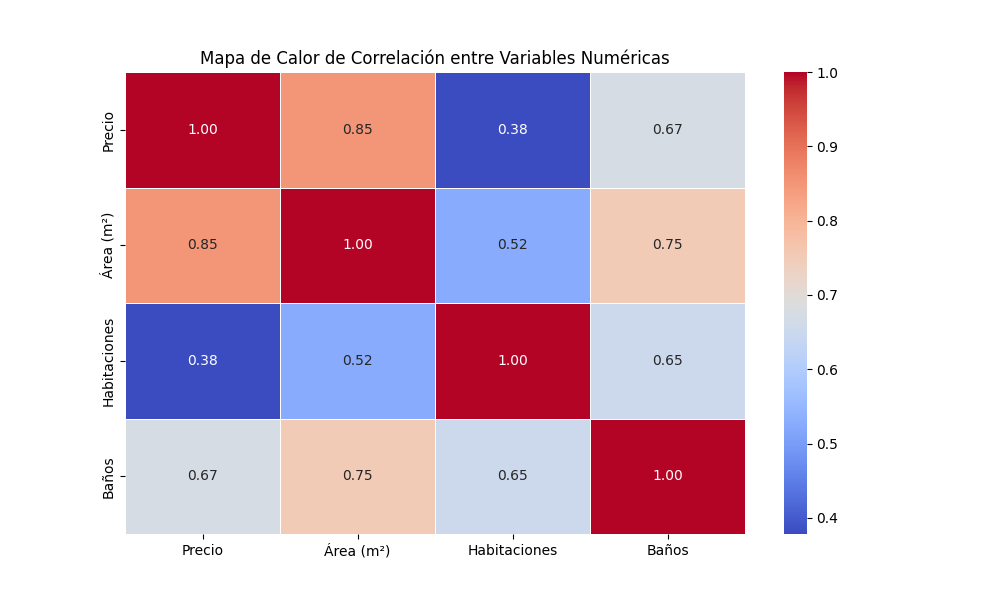 Mapa de Calor de Correlación entre Variables Numéricas
Precio
1.00
0.85
0.38
0.67
Área (m²)
0.85
1.00
0.52
0.75
Habitaciones
0.38
0.52
1.00
0.65
Baños
0.67
0.75
0.65
1.00
Precio
Área (m²)
Habitaciones
Baños
1.0
0.9
0.8
0.7
0.6
0.5
0.4